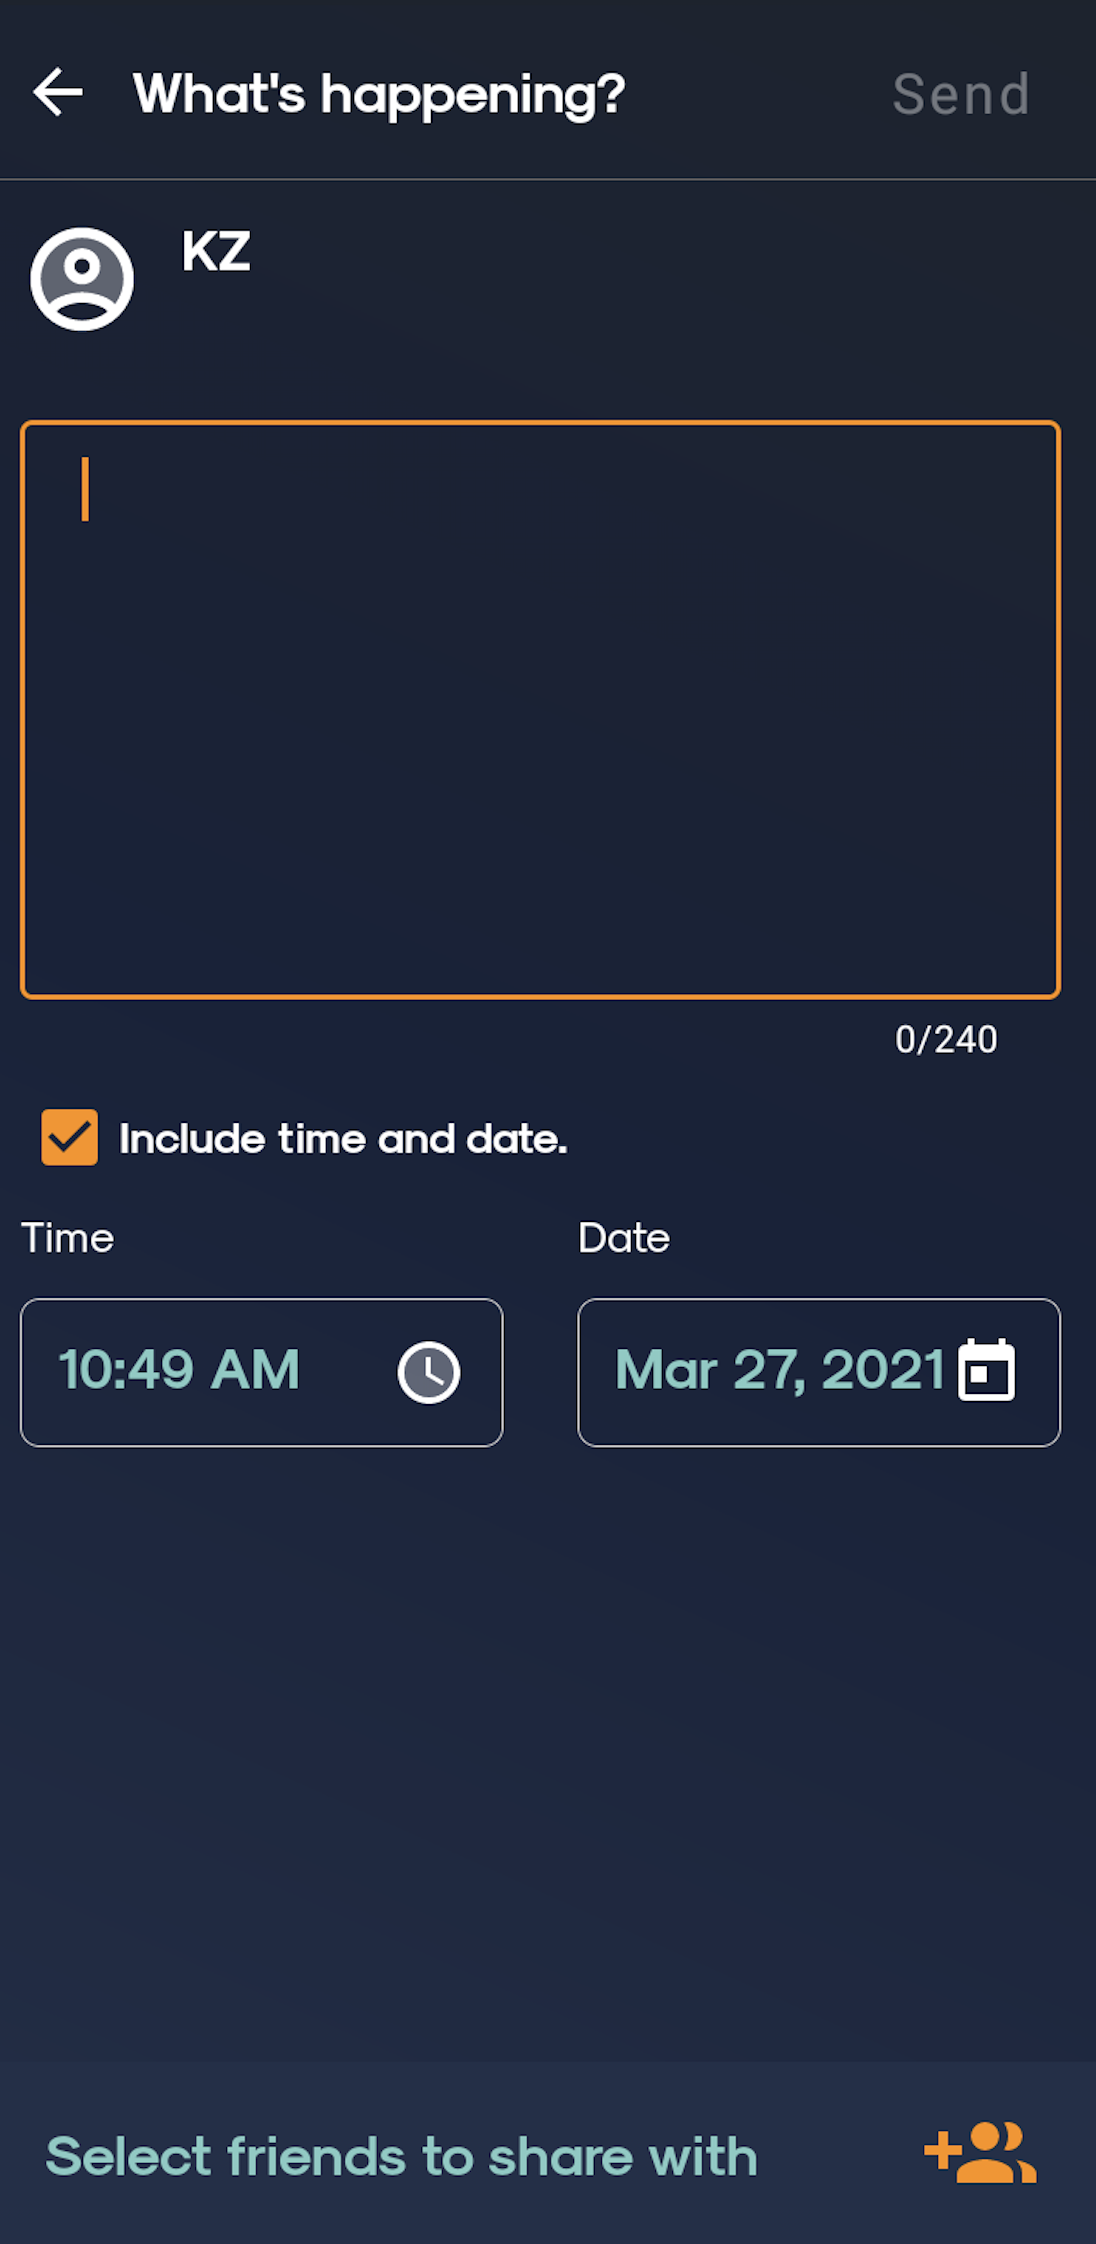 What's happening?
Send
KZ
0/240
Include time and date.
Time
Date
10:49 AM
Mar 27, 2021
Select friends to share with